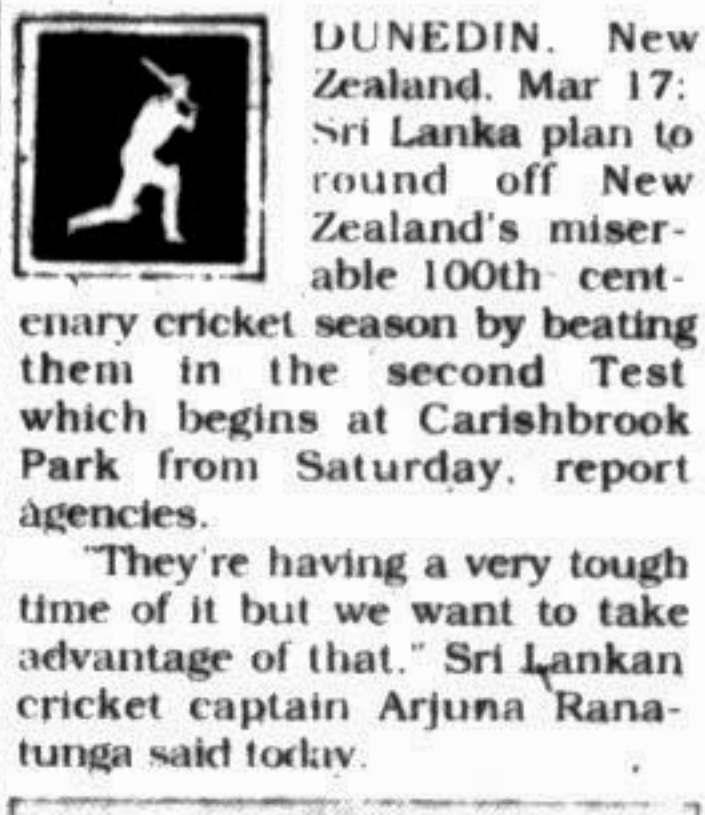 DUNEDIN. New
Zealand. Mar 17:
Sri Lanka plan to
round off New
Zealand's miser-
able 100th cent-
enary cricket season by beating
them in the second Test
which begins at Carishbrook
Park from Saturday, report
agencies.
"They're having a very tough
time of it but we want to take
advantage of that." Sri Lankan
cricket captain Arjuna Rana-
tunga said today.